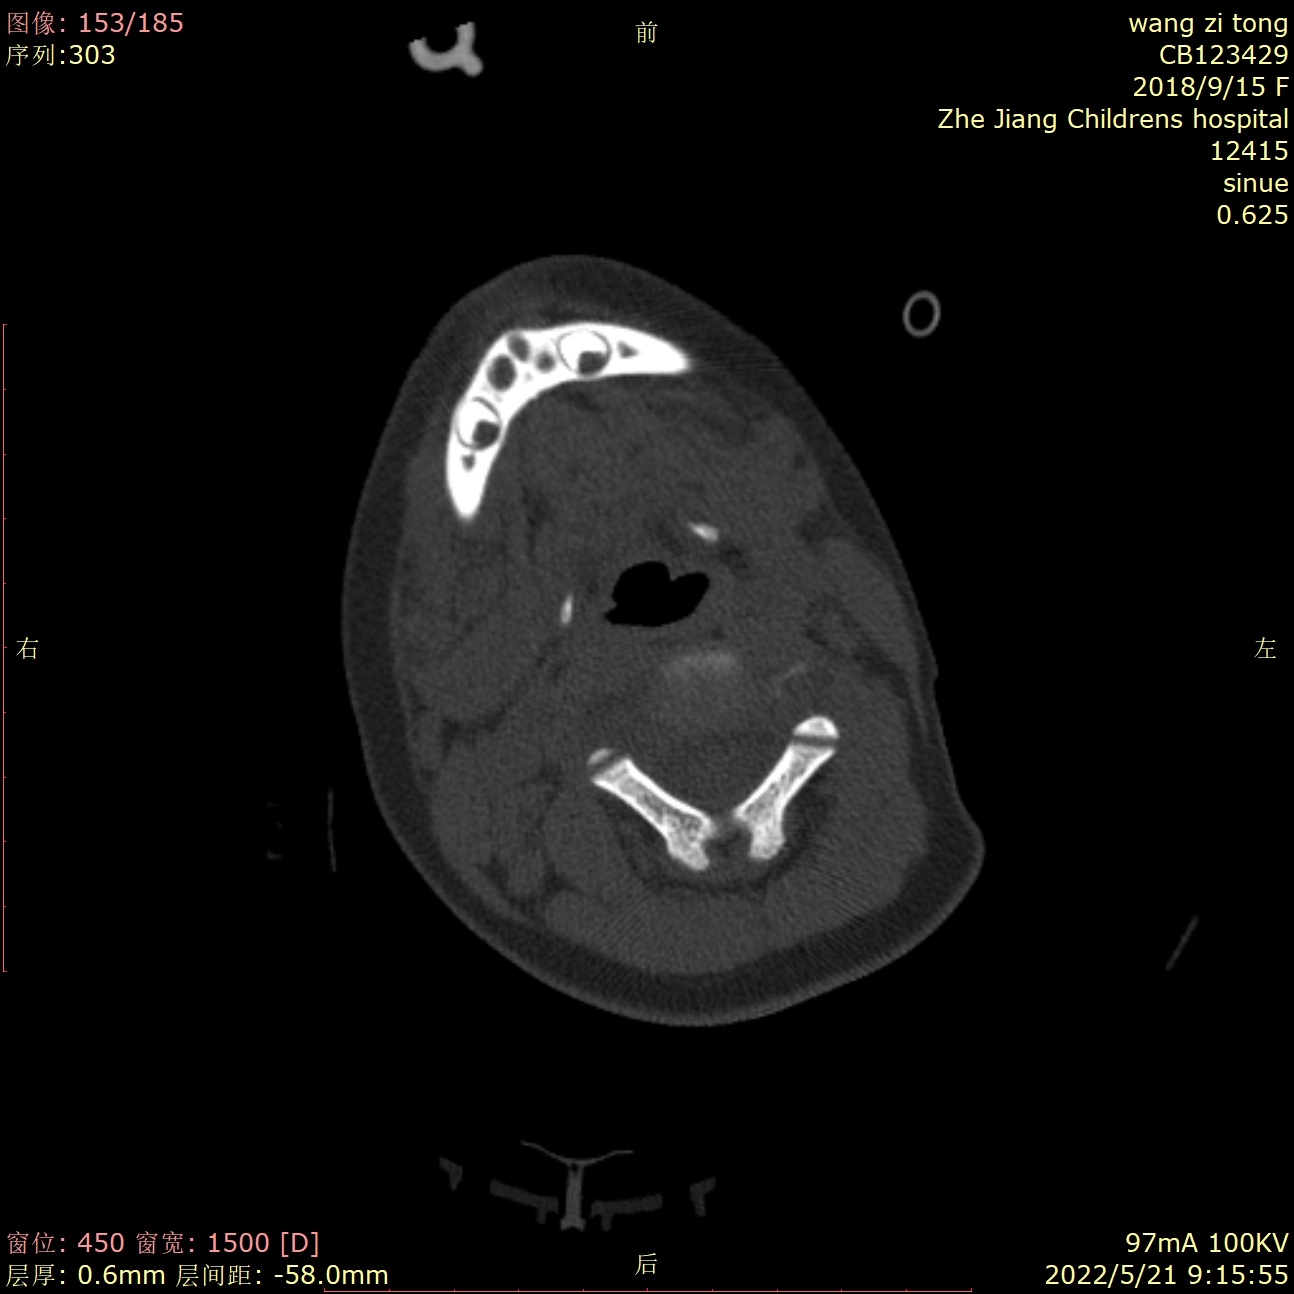 图像: 153/185
序列:303
前
wang zi tong
CB123429
2018/9/15 F
Zhe Jiang Childrens hospital
12415
sinue
0.625
右
左
窗位: 450 窗宽: 1500 [D]
层厚: 0.6mm 层间距: -58.0mm
后
97mA 100KV
2022/5/21 9:15:55